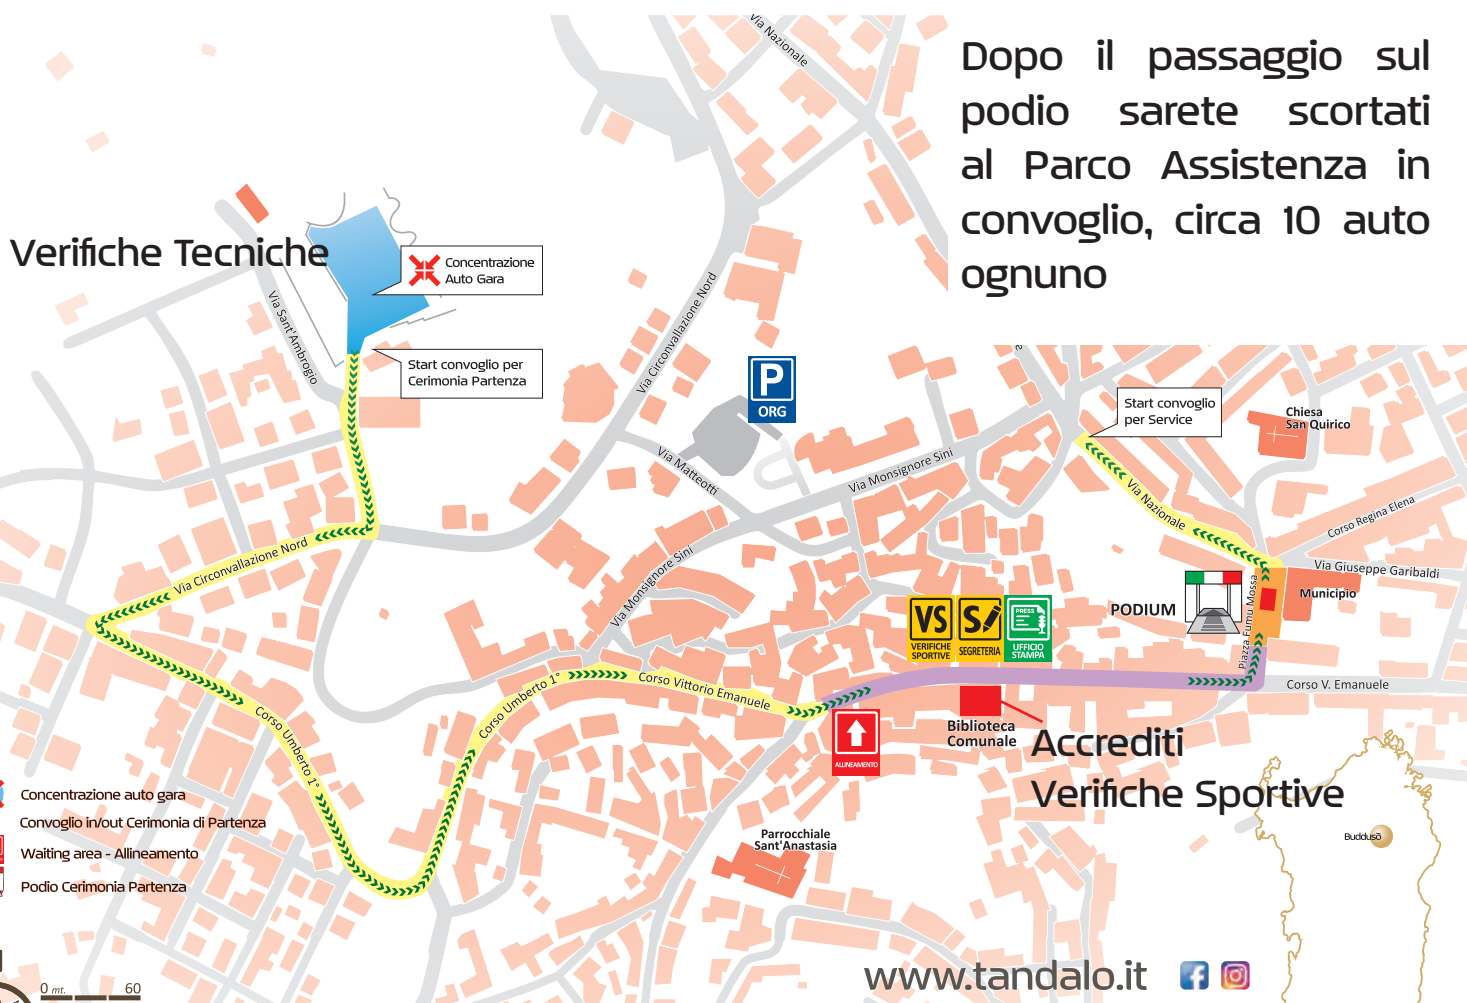 Via Nazionale
Dopo il passaggio sul
podio sarete scortati
al Parco Assistenza in
convoglio, circa 10 auto
ognuno
Verifiche Tecniche
Concentrazione
Auto Gara
Via Sant'Ambrogio
Via Circonvallazione Nord
Start convoglio per
Cerimonia Partenza
P
ORG
Start convoglio
per Service
Chiesa
San Quirico
Via Matteotti
Via Monsignore Sini
Via Nazionale
Corso Regina Elena
Via Circonvallazione Nord
Via Giuseppe Garibaldi
Via Monsignore Sini
Municipio
PODIUM
Piazza Fumu Mossa
VS
VERIFICHE
SPORTIVE
S
SEGRETERIA
PRESS
UFFICIO
STAMPA
Corso Umberto 1°
Corso Vittorio Emanuele
Corso V. Emanuele
Corso Umberto 1°
Biblioteca
Comunale
Accrediti
Verifiche Sportive
ALLINEAMENTO
Concentrazione auto gara
Convoglio in/out Cerimonia di Partenza
Waiting area - Allineamento
Podio Cerimonia Partenza
Parrocchiale
Sant'Anastasia
Buddusò
www.tandalo.it
0 mt. 60